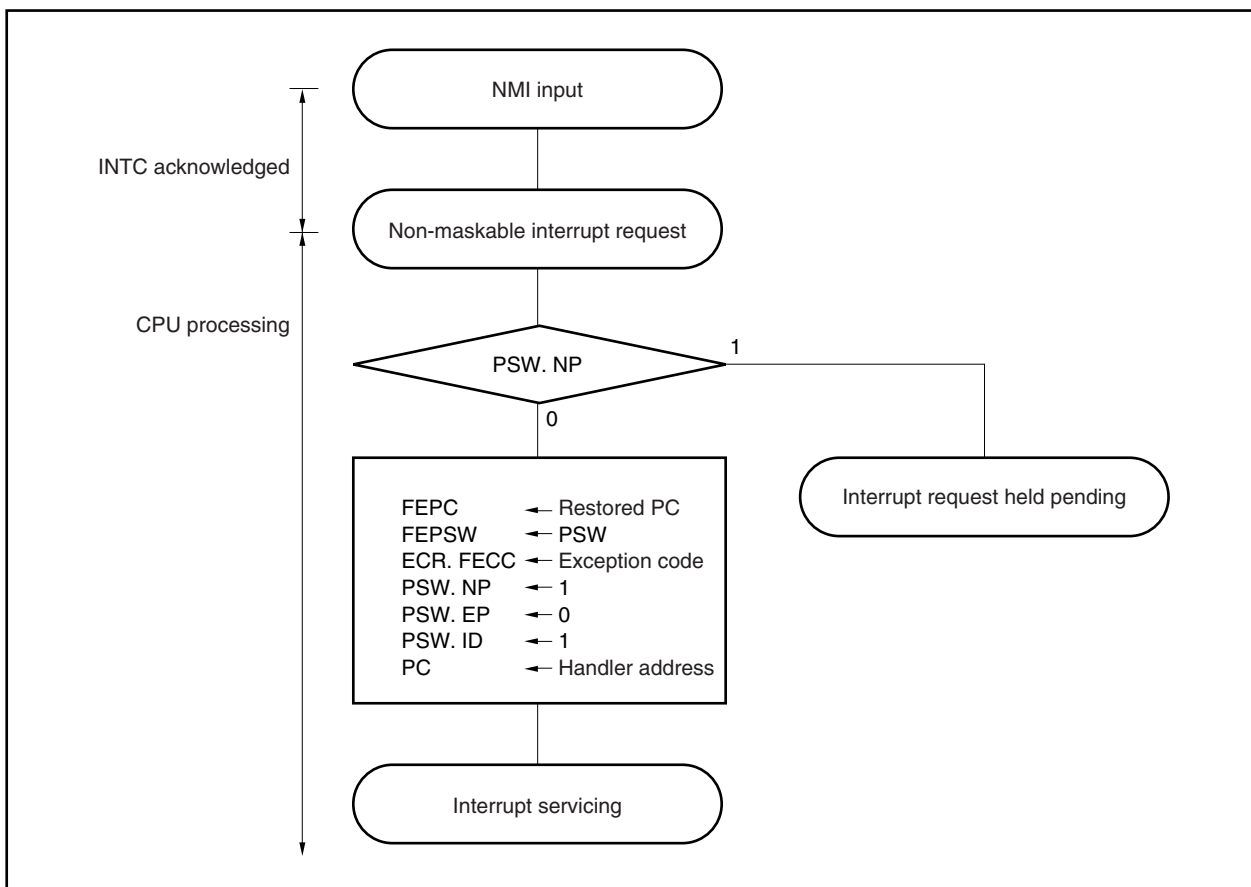 NMI input
INTC acknowledged
Non-maskable interrupt request
CPU processing
PSW. NP
1
0
Interrupt request held pending
FEPC ← Restored PC
FEPSW ← PSW
ECR. FECC ← Exception code
PSW. NP ← 1
PSW. EP ← 0
PSW. ID ← 1
PC ← Handler address
Interrupt servicing